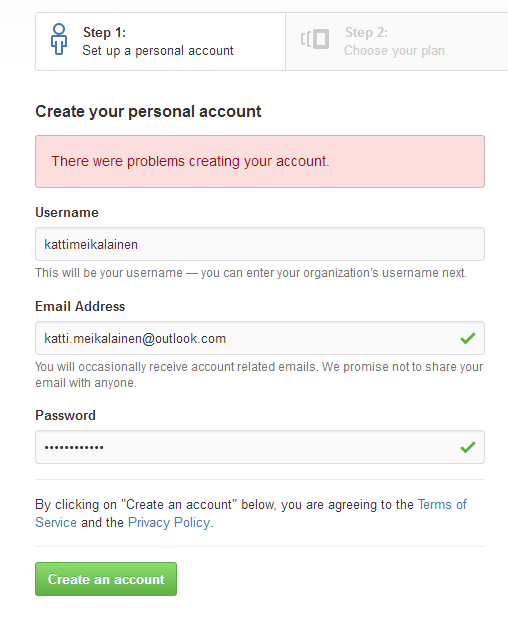 Step 1:
Set up a personal account
Step 2:
Choose your plan
Create your personal account
There were problems creating your account.
Username
kattimeikalainen
This will be your username — you can enter your organization's username next.
Email Address
katti.meikalainen@outlook.com
You will occasionally receive account related emails. We promise not to share your
email with anyone.
Password
••••••••••••
By clicking on "Create an account" below, you are agreeing to the Terms of
Service and the Privacy Policy.
Create an account